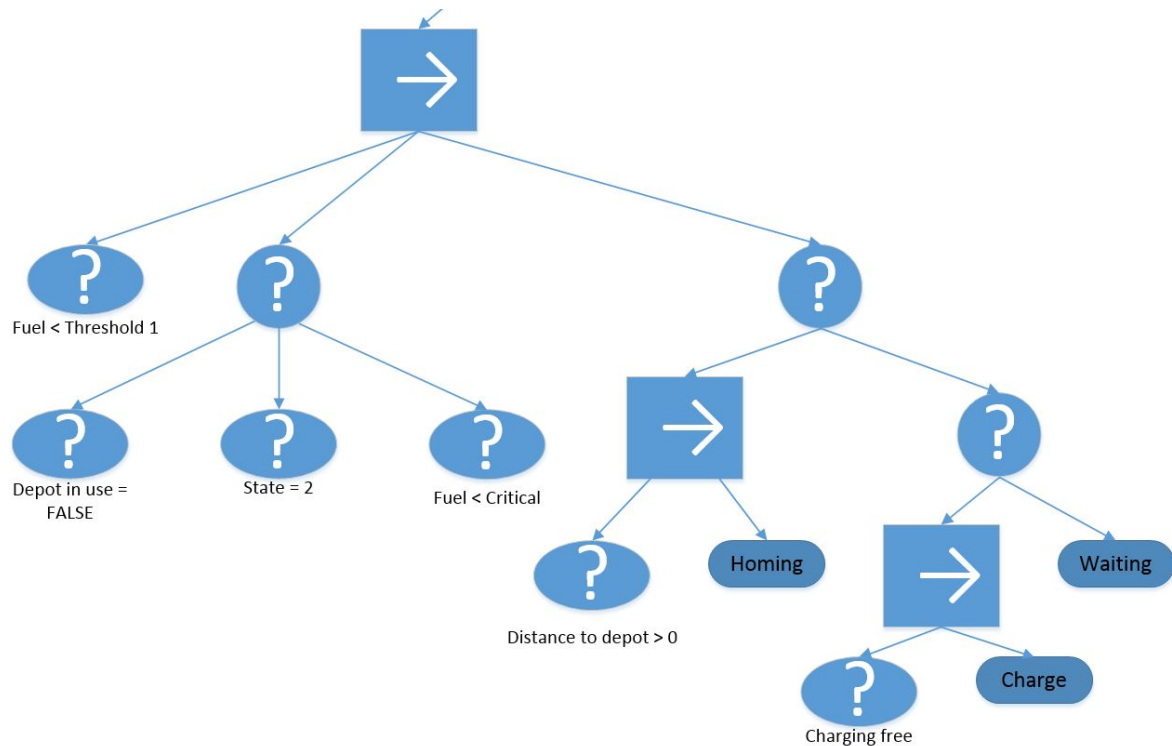 ?
?
?
Fuel < Threshold 1
?
?
?
?
?
Depot in use =
FALSE
State = 2
Fuel < Critical
?
Homing
Waiting
Distance to depot > 0
?
Charge
Charging free